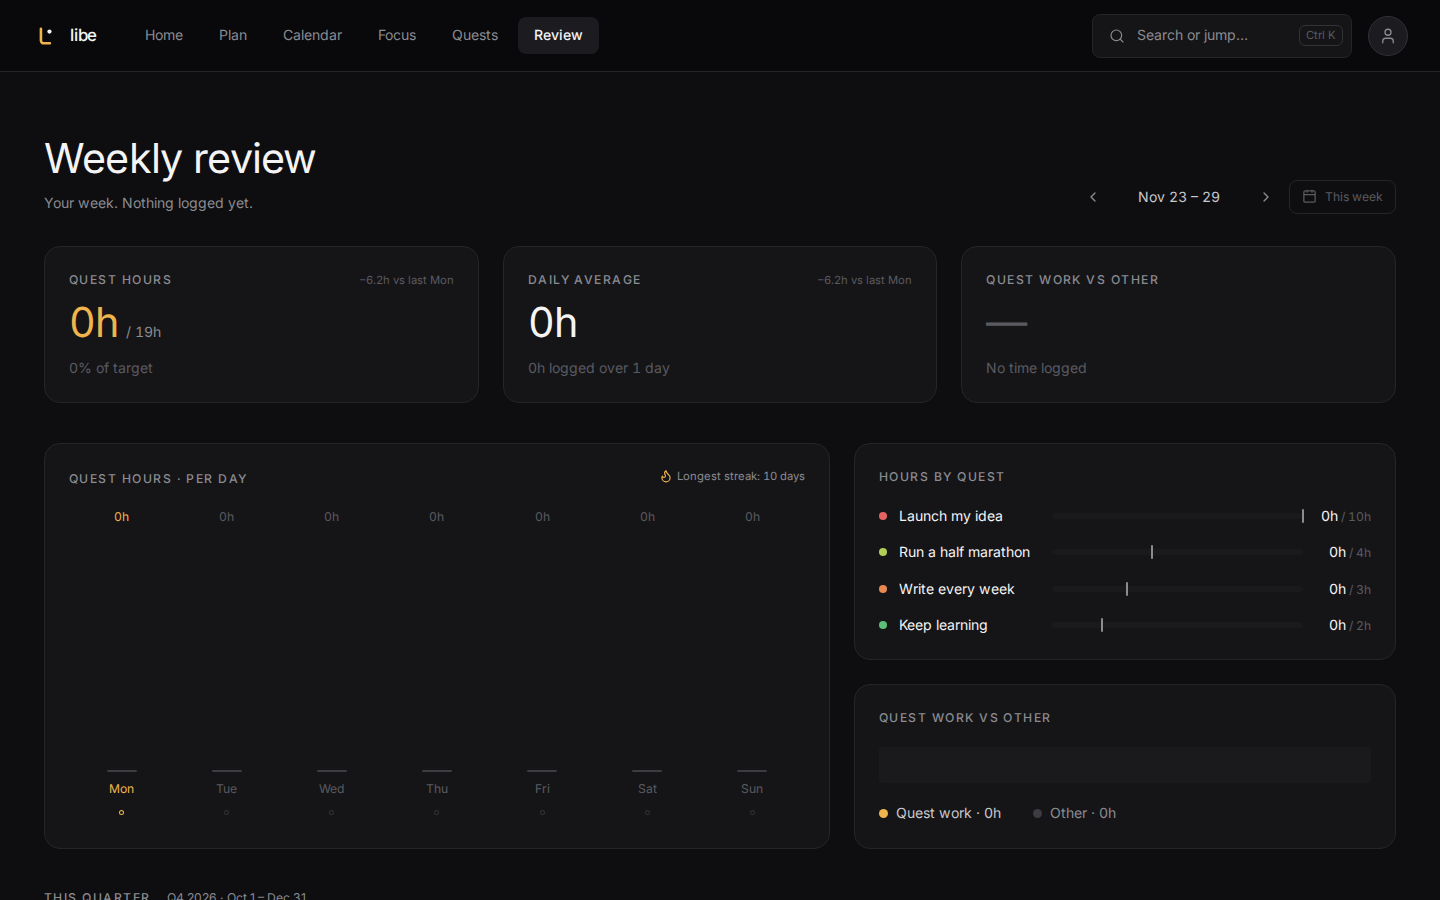 libe
Home
Plan
Calendar
Focus
Quests
Review
Search or jump...
Ctrl K
Weekly review
Your week. Nothing logged yet.
Nov 23 – 29
This week
QUEST HOURS
−6.2h vs last Mon
0h / 19h
0% of target
DAILY AVERAGE
−6.2h vs last Mon
0h
0h logged over 1 day
QUEST WORK VS OTHER
—
No time logged
QUEST HOURS · PER DAY
Longest streak: 10 days
0h 0h 0h 0h 0h 0h 0h
Mon Tue Wed Thu Fri Sat Sun
HOURS BY QUEST
Launch my idea 0h / 10h
Run a half marathon 0h / 4h
Write every week 0h / 3h
Keep learning 0h / 2h
QUEST WORK VS OTHER
Quest work · 0h
Other · 0h
THIS QUARTER Q4 2026 · Oct 1 – Dec 31